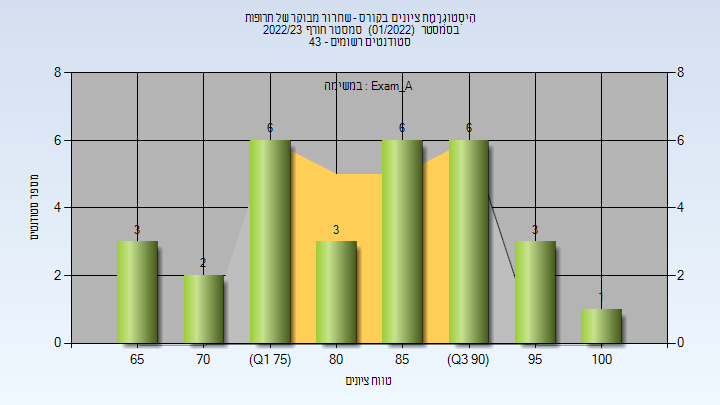 היסטוגרמת ציונים בקורס - שחרור מבוקר של תרופות
בסמסטר (01/2022) סמסטר חורף 2022/23
סטודנטים רשומים - 43
במשימה : Exam_A
8 8
6 6
4 4
2 2
0 0
3 2 6 3 6 6 3 1
65 70 (Q1 75) 80 85 (Q3 90) 95 100
מספר סטודנטים
טווח ציונים